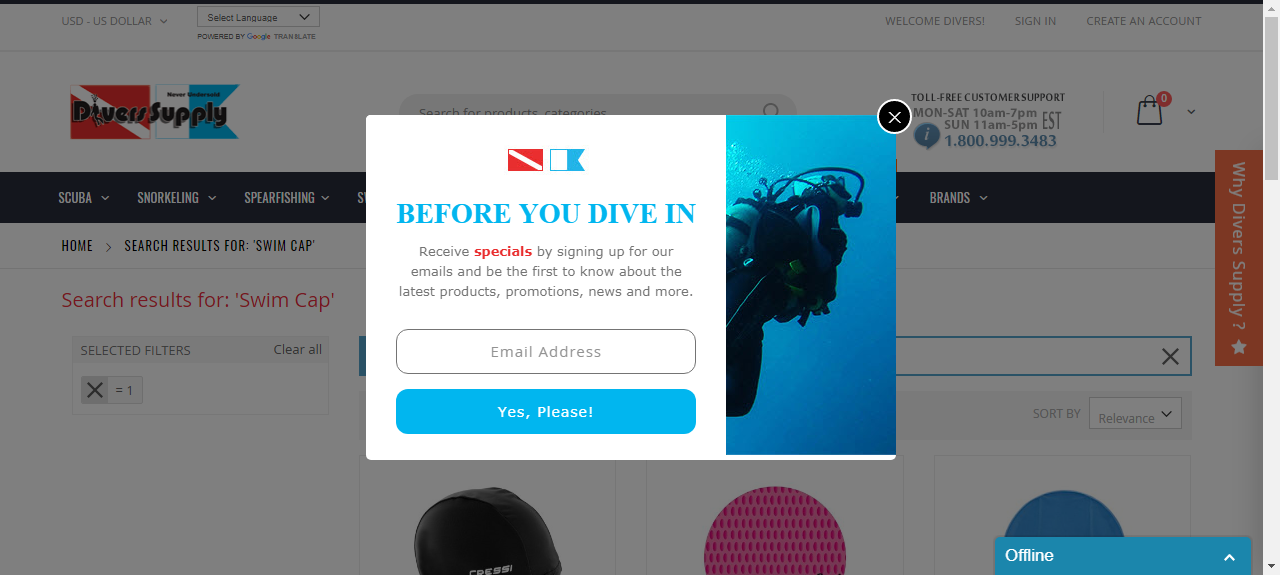 USD - US DOLLAR
Select Language
POWERED BY Google TRANSLATE
WELCOME DIVERS!
SIGN IN
CREATE AN ACCOUNT
Never Undersold
Divers Supply
Search for products, categories
TOLL-FREE CUSTOMER SUPPORT
MON-SAT 10am-7pm
SUN 11am-5pm EST
1.800.999.3483
0
SCUBA
SNORKELING
SPEARFISHING
BRANDS
HOME > SEARCH RESULTS FOR: 'SWIM CAP'
Search results for: 'Swim Cap'
SELECTED FILTERS
Clear all
= 1
BEFORE YOU DIVE IN
Receive specials by signing up for our
emails and be the first to know about the
latest products, promotions, news and more.
Email Address
Yes, Please!
SORT BY
Relevance
Why Divers Supply ?
CRESSI
Offline